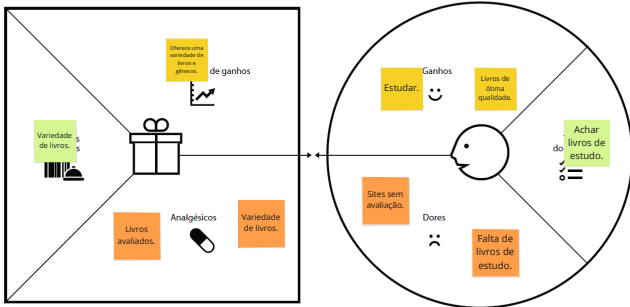 Oferece uma
variedade de
livros e
gêneros.
de ganhos
Variedade
de livros.
s
s
Livros
avaliados.
Analgésicos
Variedade
de livros.
Estudar.
Ganhos
Livros de
ótima
qualidade.
Achar
livros de
estudo.
do
Sites sem
avaliação.
Dores
Falta de
livros de
estudo.